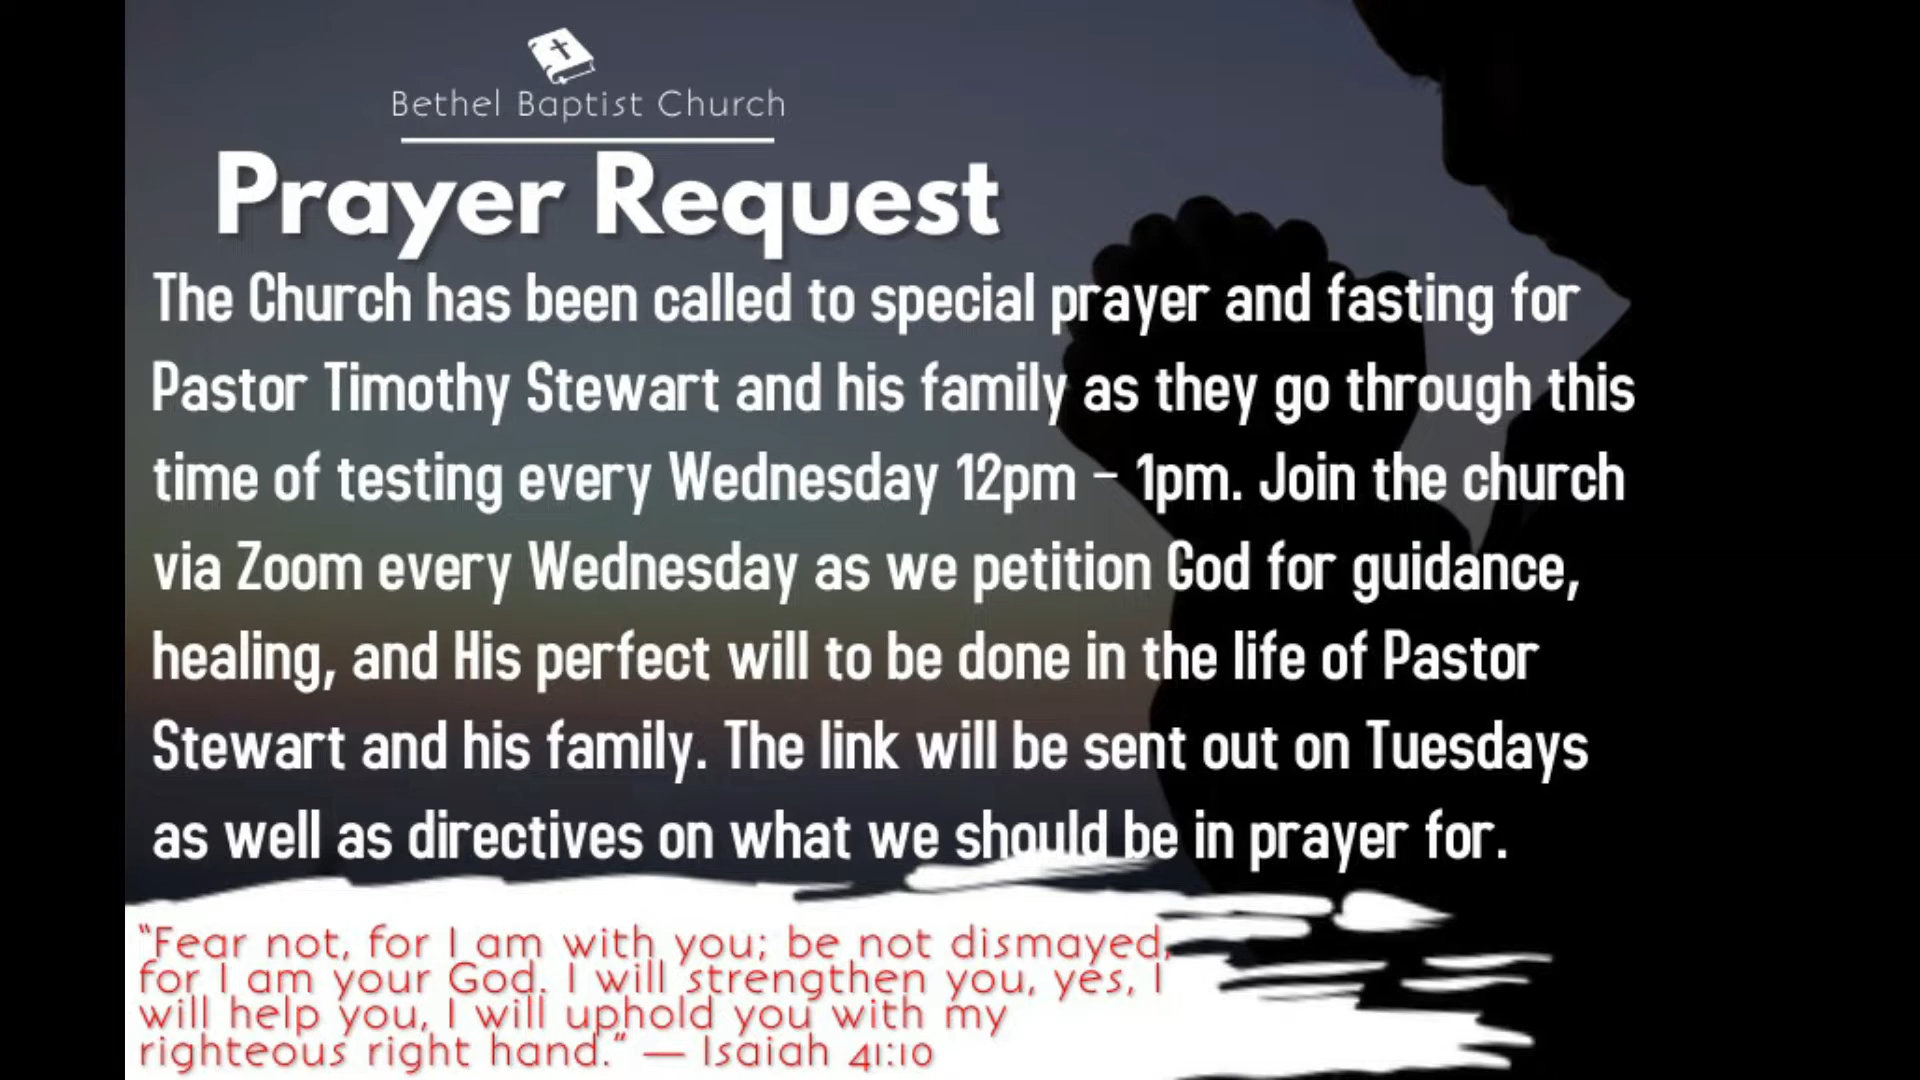 Bethel Baptist Church
Prayer Request
The Church has been called to special prayer and fasting for
Pastor Timothy Stewart and his family as they go through this
time of testing every Wednesday 12pm – 1pm. Join the church
via Zoom every Wednesday as we petition God for guidance,
healing, and His perfect will to be done in the life of Pastor
Stewart and his family. The link will be sent out on Tuesdays
as well as directives on what we should be in prayer for.
“Fear not, for I am with you; be not dismayed,
for I am your God. I will strengthen you, yes, I
will help you, I will uphold you with my
righteous right hand.” — Isaiah 41:10